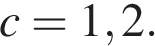 c = 1, 2.